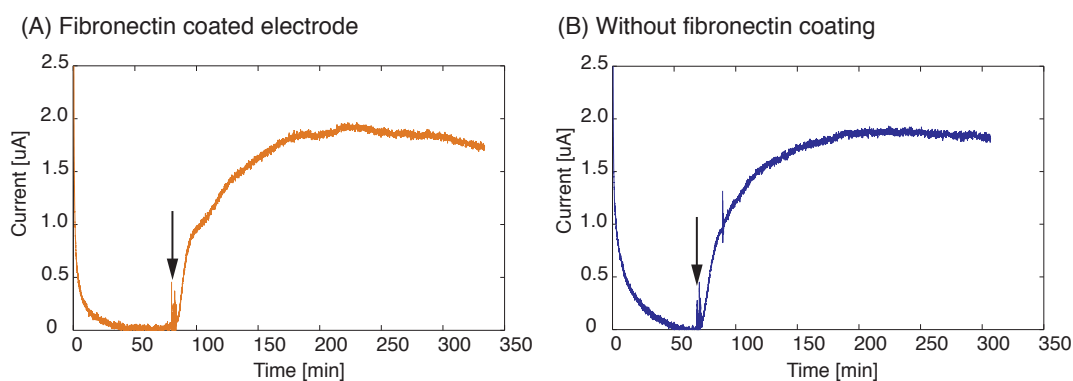 (A) Fibronectin coated electrode
2.5
2.0
1.5
1.0
0.5
0
Current [uA]
0 50 100 150 200 250 300 350
Time [min]
(B) Without fibronectin coating
2.5
2.0
1.5
1.0
0.5
0
Current [uA]
0 50 100 150 200 250 300 350
Time [min]